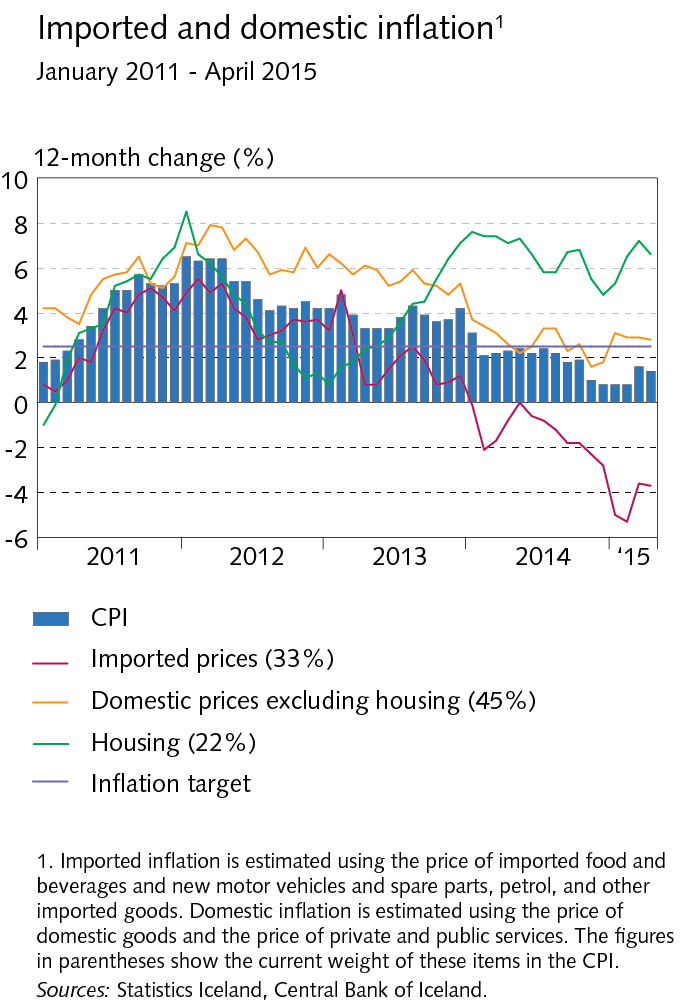 Imported and domestic inflation¹
January 2011 - April 2015
12-month change (%)
10
8
6
4
2
0
-2
-4
-6
2011 2012 2013 2014 ‘15
CPI
Imported prices (33%)
Domestic prices excluding housing (45%)
Housing (22%)
Inflation target
1. Imported inflation is estimated using the price of imported food and
beverages and new motor vehicles and spare parts, petrol, and other
imported goods. Domestic inflation is estimated using the price of
domestic goods and the price of private and public services. The figures
in parentheses show the current weight of these items in the CPI.
Sources: Statistics Iceland, Central Bank of Iceland.